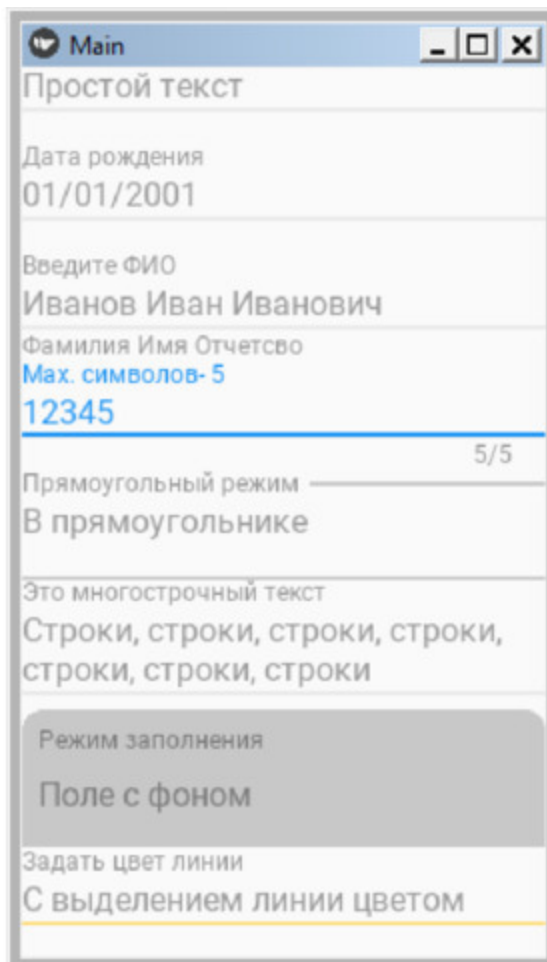 Main
Простой текст
Дата рождения
01/01/2001
Введите ФИО
Иванов Иван Иванович
Фамилия Имя Отчетсво
Мах. символов- 5
12345
5/5
Прямоугольный режим
В прямоугольнике
Это многострочный текст
Строки, строки, строки, строки,
строки, строки, строки
Режим заполнения
Поле с фоном
Задать цвет линии
С выделением линии цветом